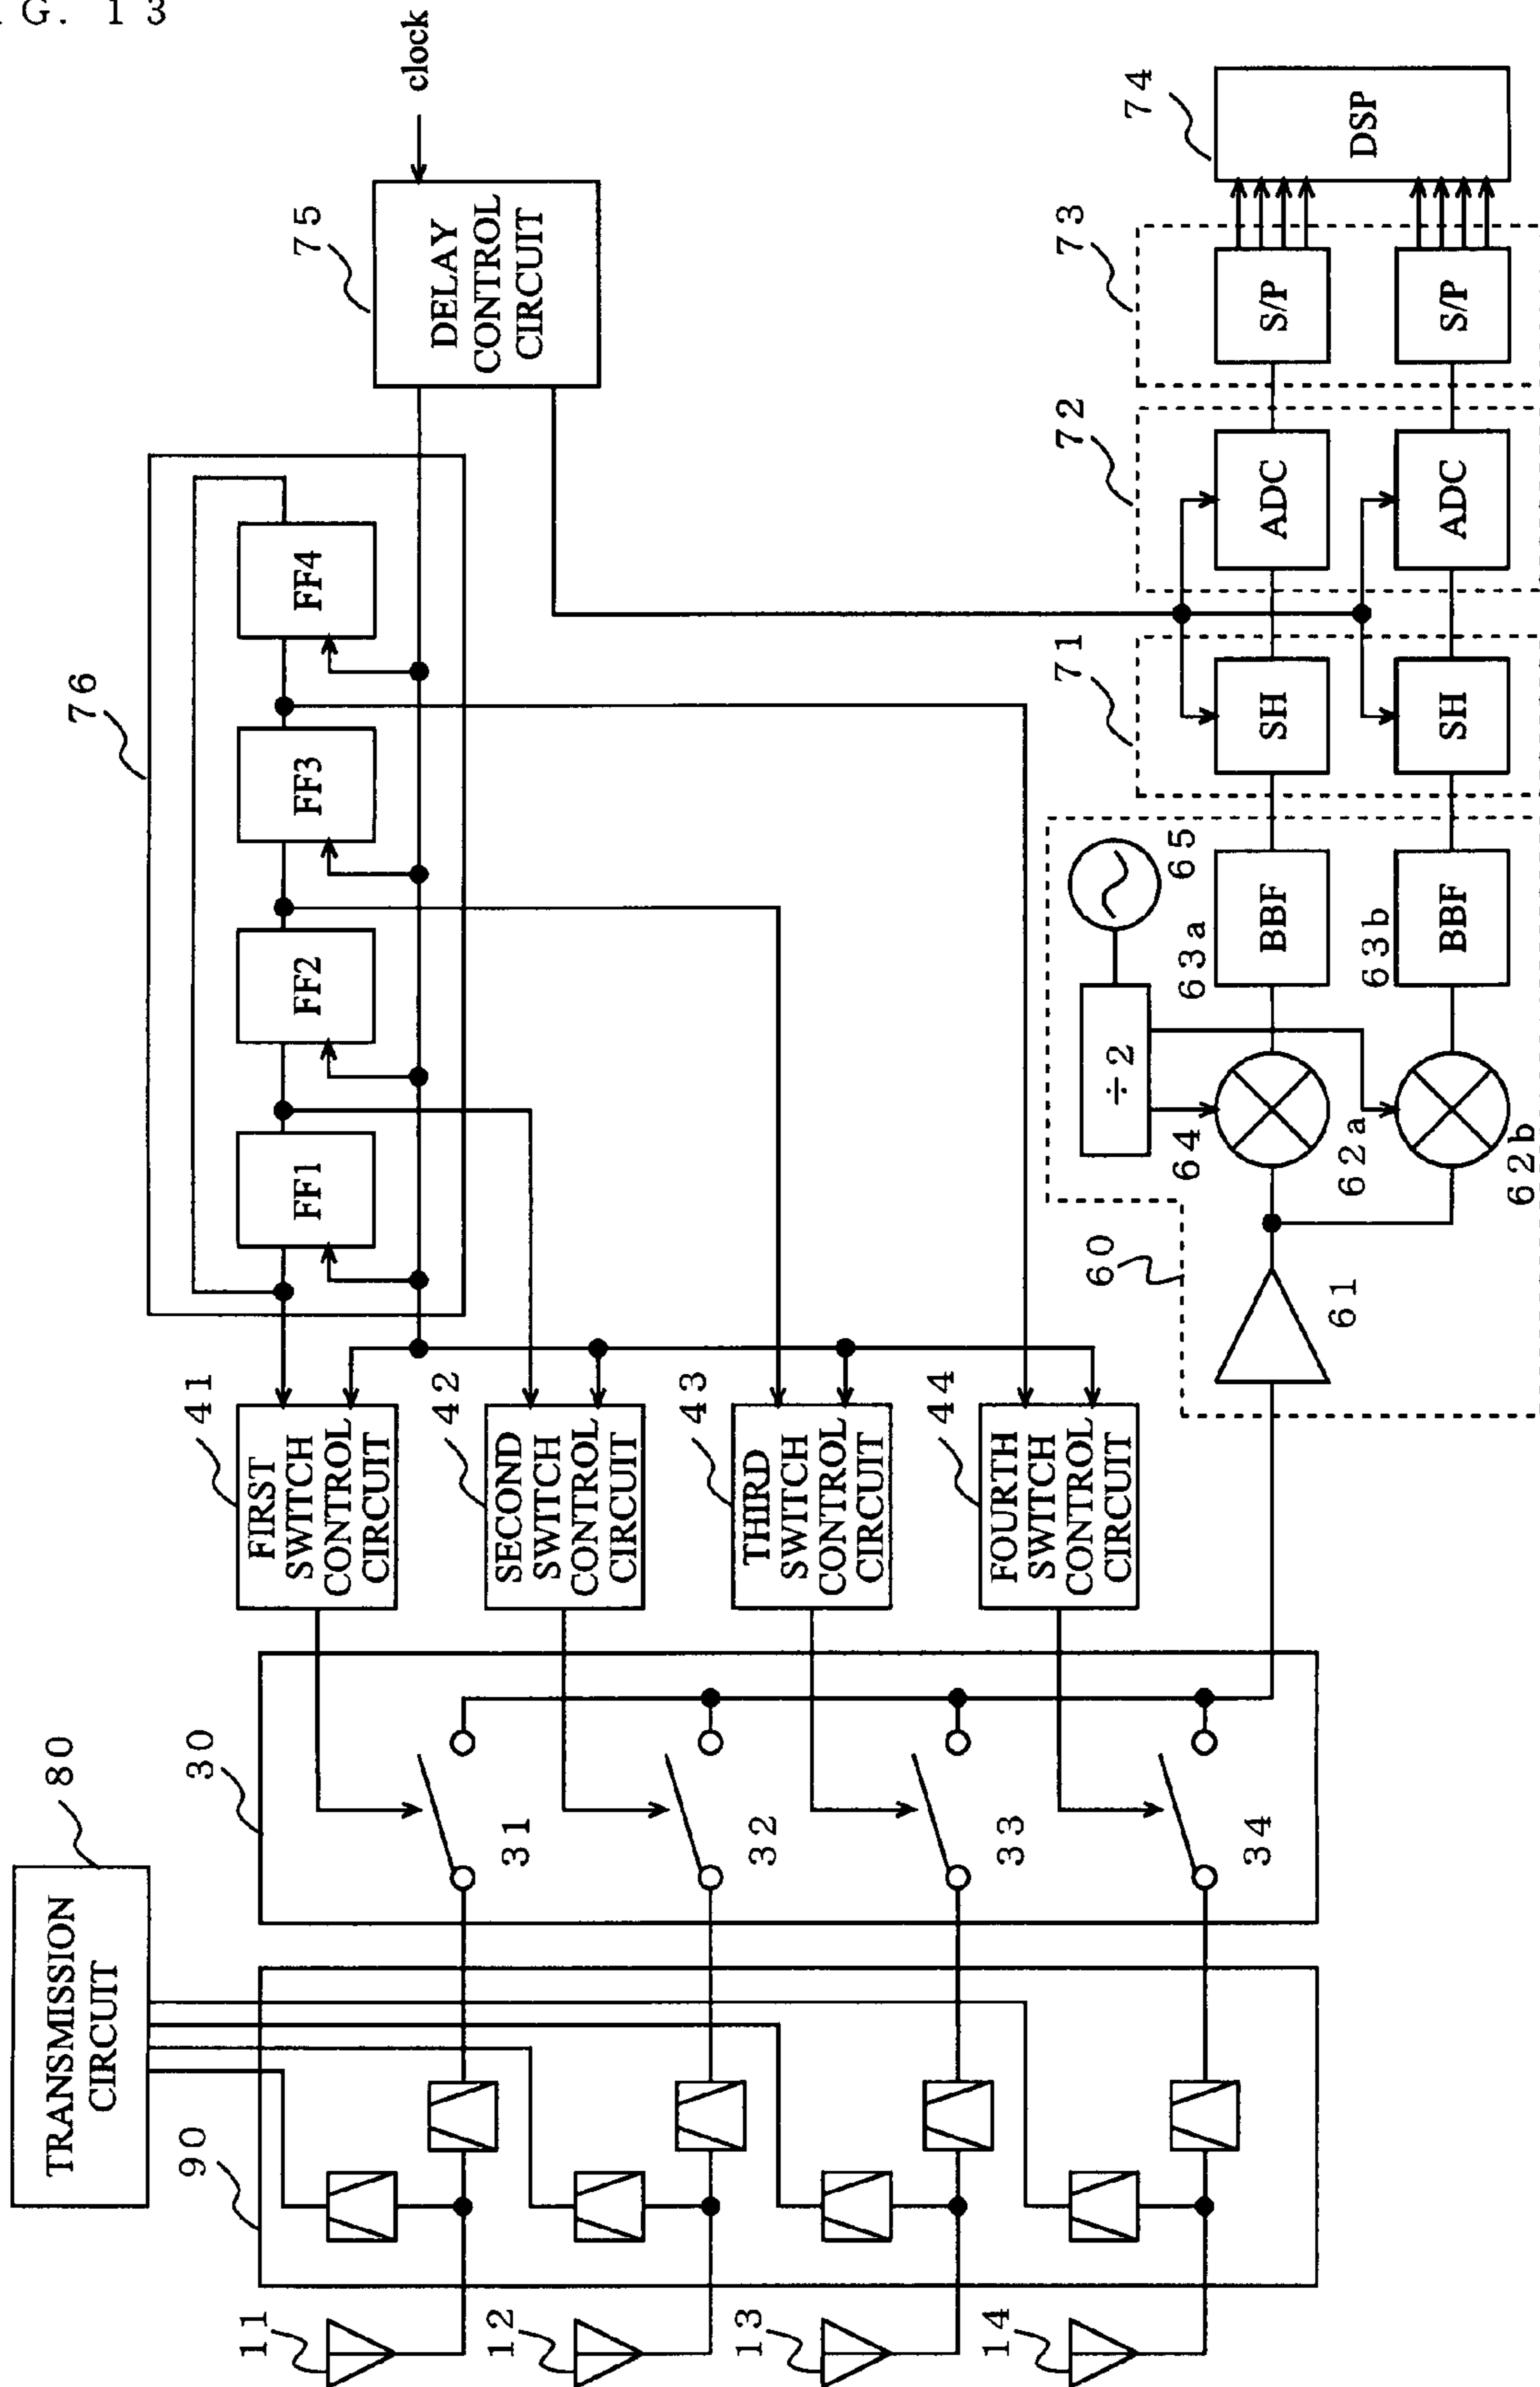 G. 13
clock
75
DELAY
CONTROL
CIRCUIT
76
FF1
FF2
FF3
FF4
80
TRANSMISSION
CIRCUIT
90
30
41
FIRST
SWITCH
CONTROL
CIRCUIT
42
SECOND
SWITCH
CONTROL
CIRCUIT
43
THIRD
SWITCH
CONTROL
CIRCUIT
44
FOURTH
SWITCH
CONTROL
CIRCUIT
11
12
13
14
31
32
33
34
60
61
÷2
64
65
62a
62b
63a
BBF
63b
BBF
71
SH
SH
72
ADC
ADC
73
S/P
S/P
74
DSP